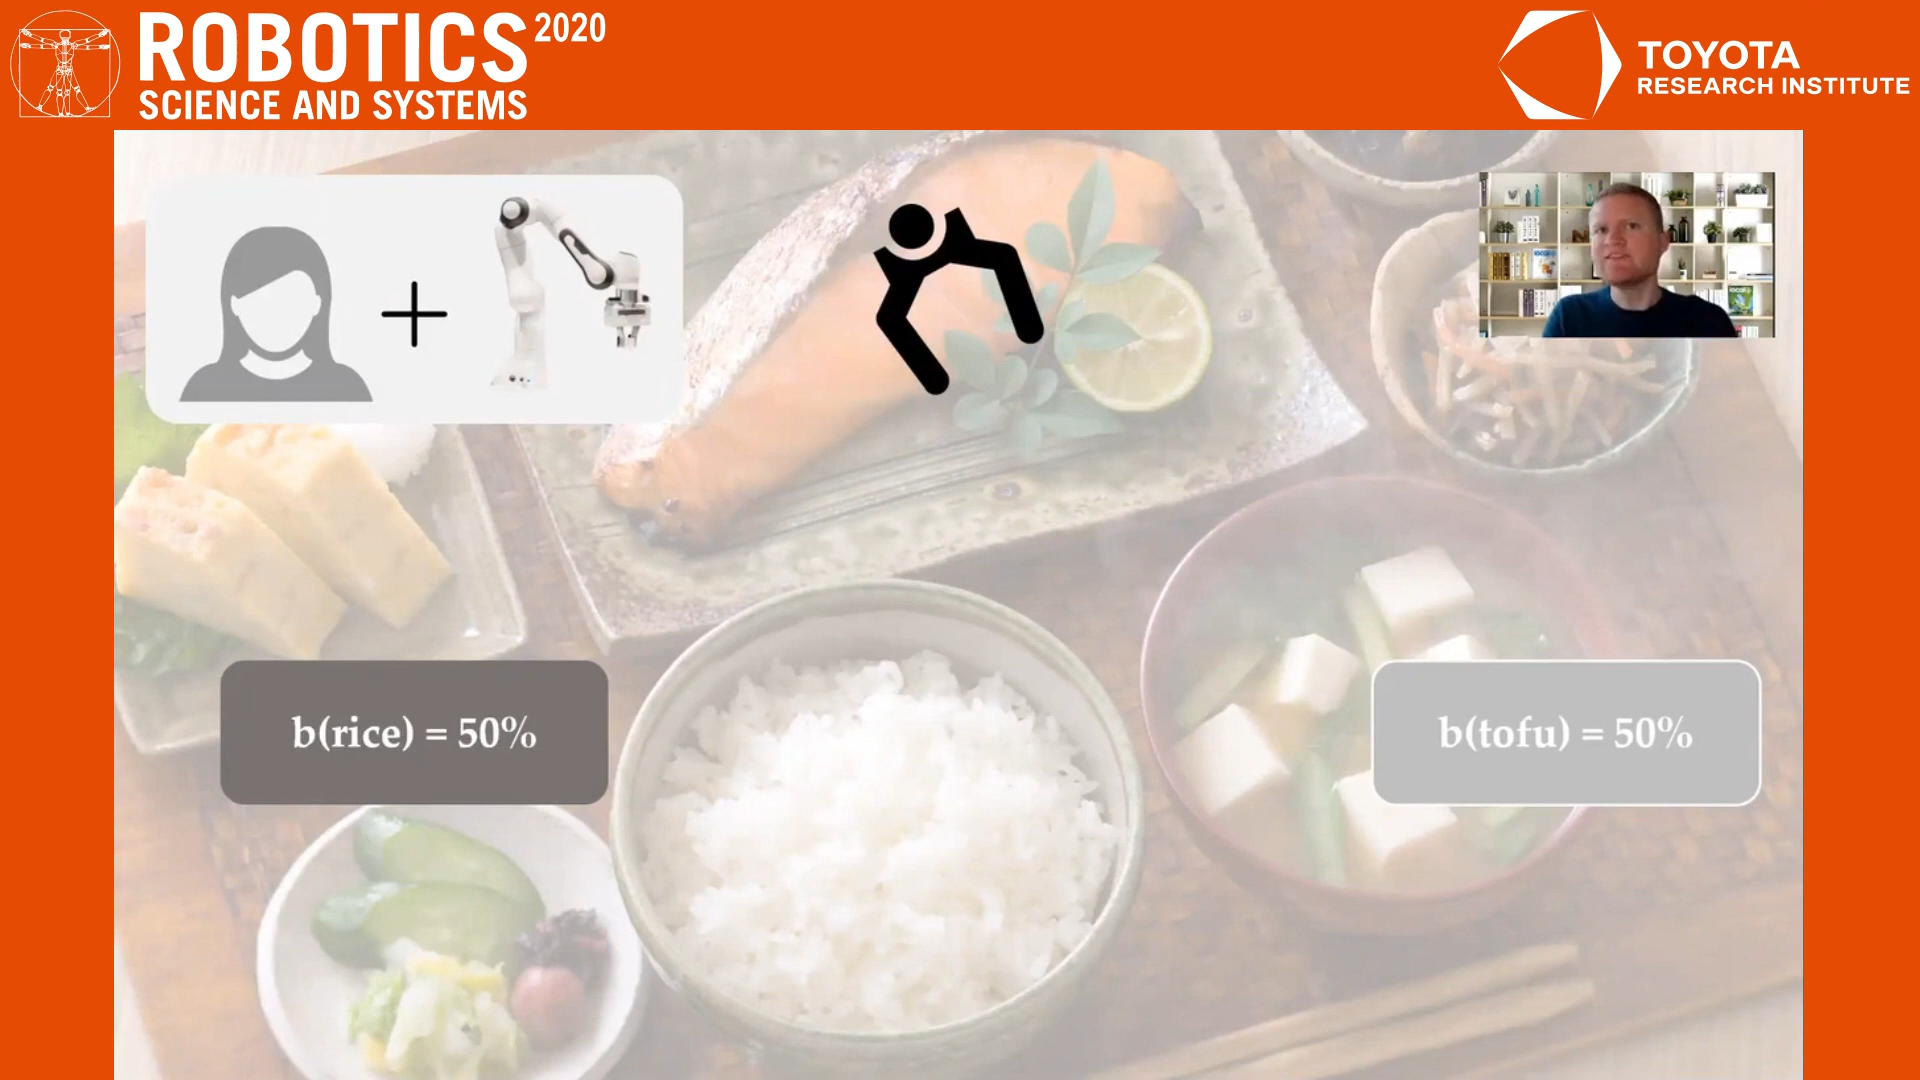 ROBOTICS 2020
SCIENCE AND SYSTEMS
TOYOTA
RESEARCH INSTITUTE
b(rice) = 50%
b(tofu) = 50%